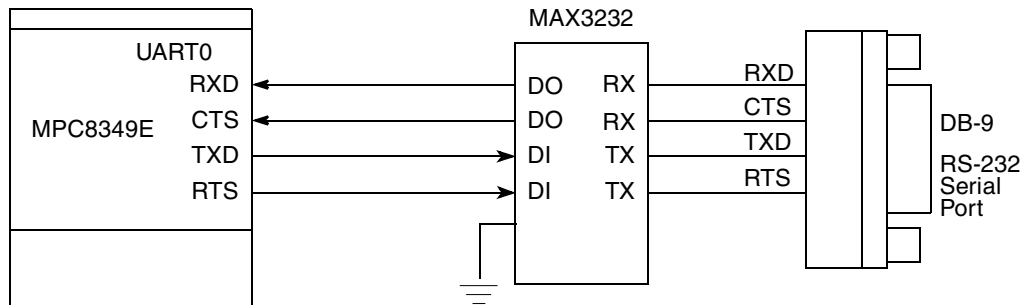 MAX3232
UART0
RXD DO RX RXD
CTS DO RX CTS
MPC8349E
TXD DI TX TXD
RTS DI TX RTS
DB-9
RS-232
Serial
Port